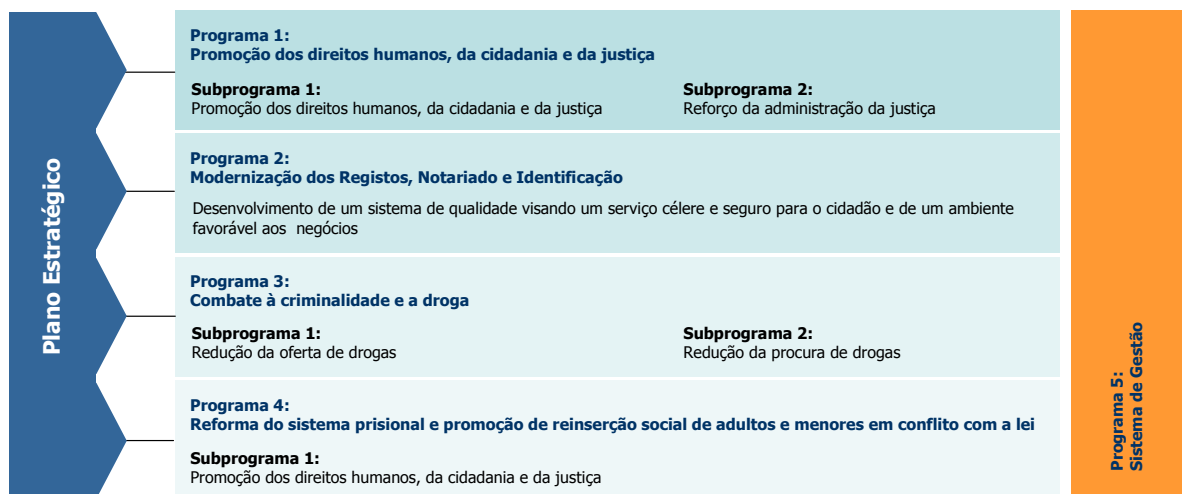 Plano Estratégico
Programa 1:
Promoção dos direitos humanos, da cidadania e da justiça
Subprograma 1:
Promoção dos direitos humanos, da cidadania e da justiça
Subprograma 2:
Reforço da administração da justiça
Programa 2:
Modernização dos Registos, Notariado e Identificação
Desenvolvimento de um sistema de qualidade visando um serviço célere e seguro para o cidadão e de um ambiente
favorável aos negócios
Programa 3:
Combate à criminalidade e a droga
Subprograma 1:
Redução da oferta de drogas
Subprograma 2:
Redução da procura de drogas
Programa 4:
Reforma do sistema prisional e promoção de reinserção social de adultos e menores em conflito com a lei
Subprograma 1:
Promoção dos direitos humanos, da cidadania e da justiça
Programa 5:
Sistema de Gestão